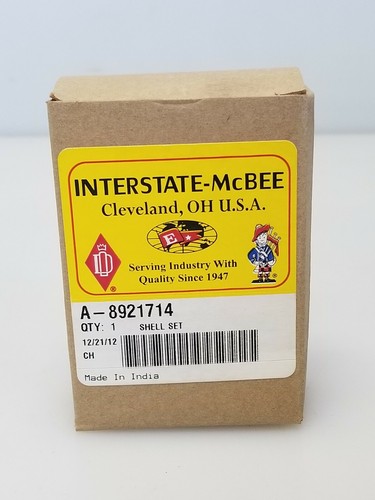 INTERSTATE-McBEE
Cleveland, OH U.S.A.
E
D
®
Serving Industry With
Quality Since 1947
®
A-8921714
QTY: 1 SHELL SET
12/21/12
CH
Made In India